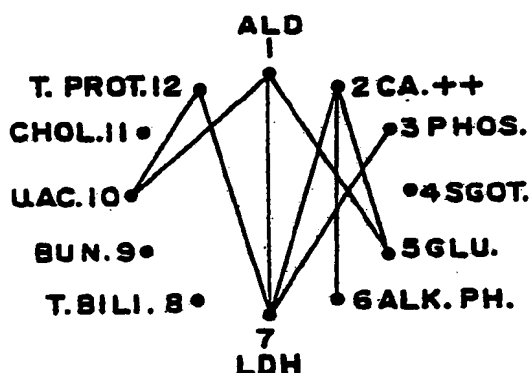 ALD
1
T. PROT. 12
2 CA. ++
CHOL. 11
3 PHOS.
U.AC. 10
4 SGOT.
BUN. 9
5 GLU.
T. BILI. 8
6 ALK. PH.
7
LDH